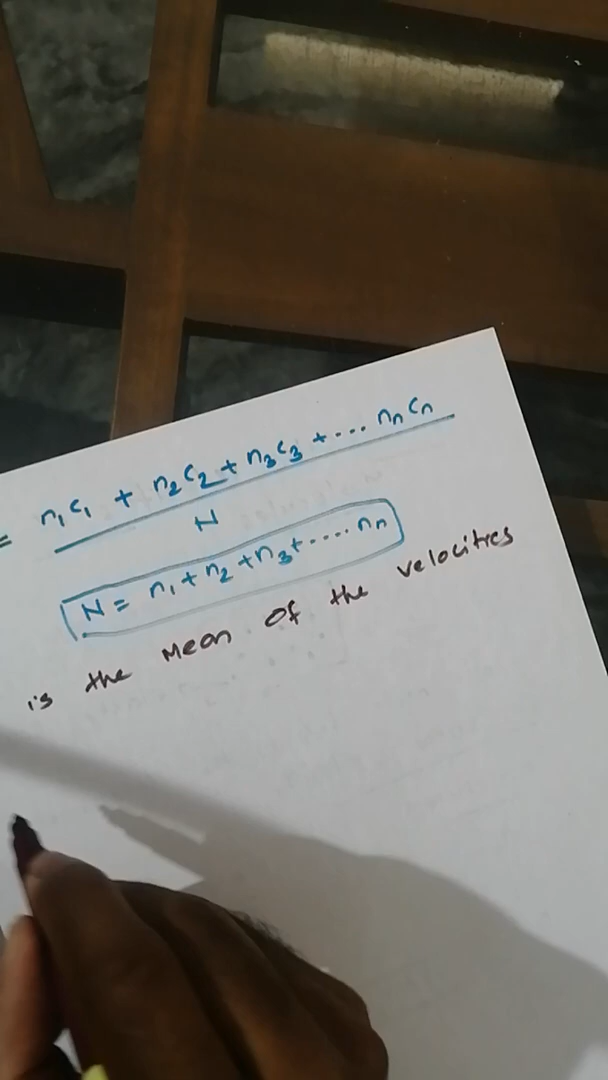 = n₁c₁ + n₂c₂ + n₃c₃ + .... nₙcₙ
N
N = n₁ + n₂ + n₃ + ..... nₙ
is the mean of the velocities